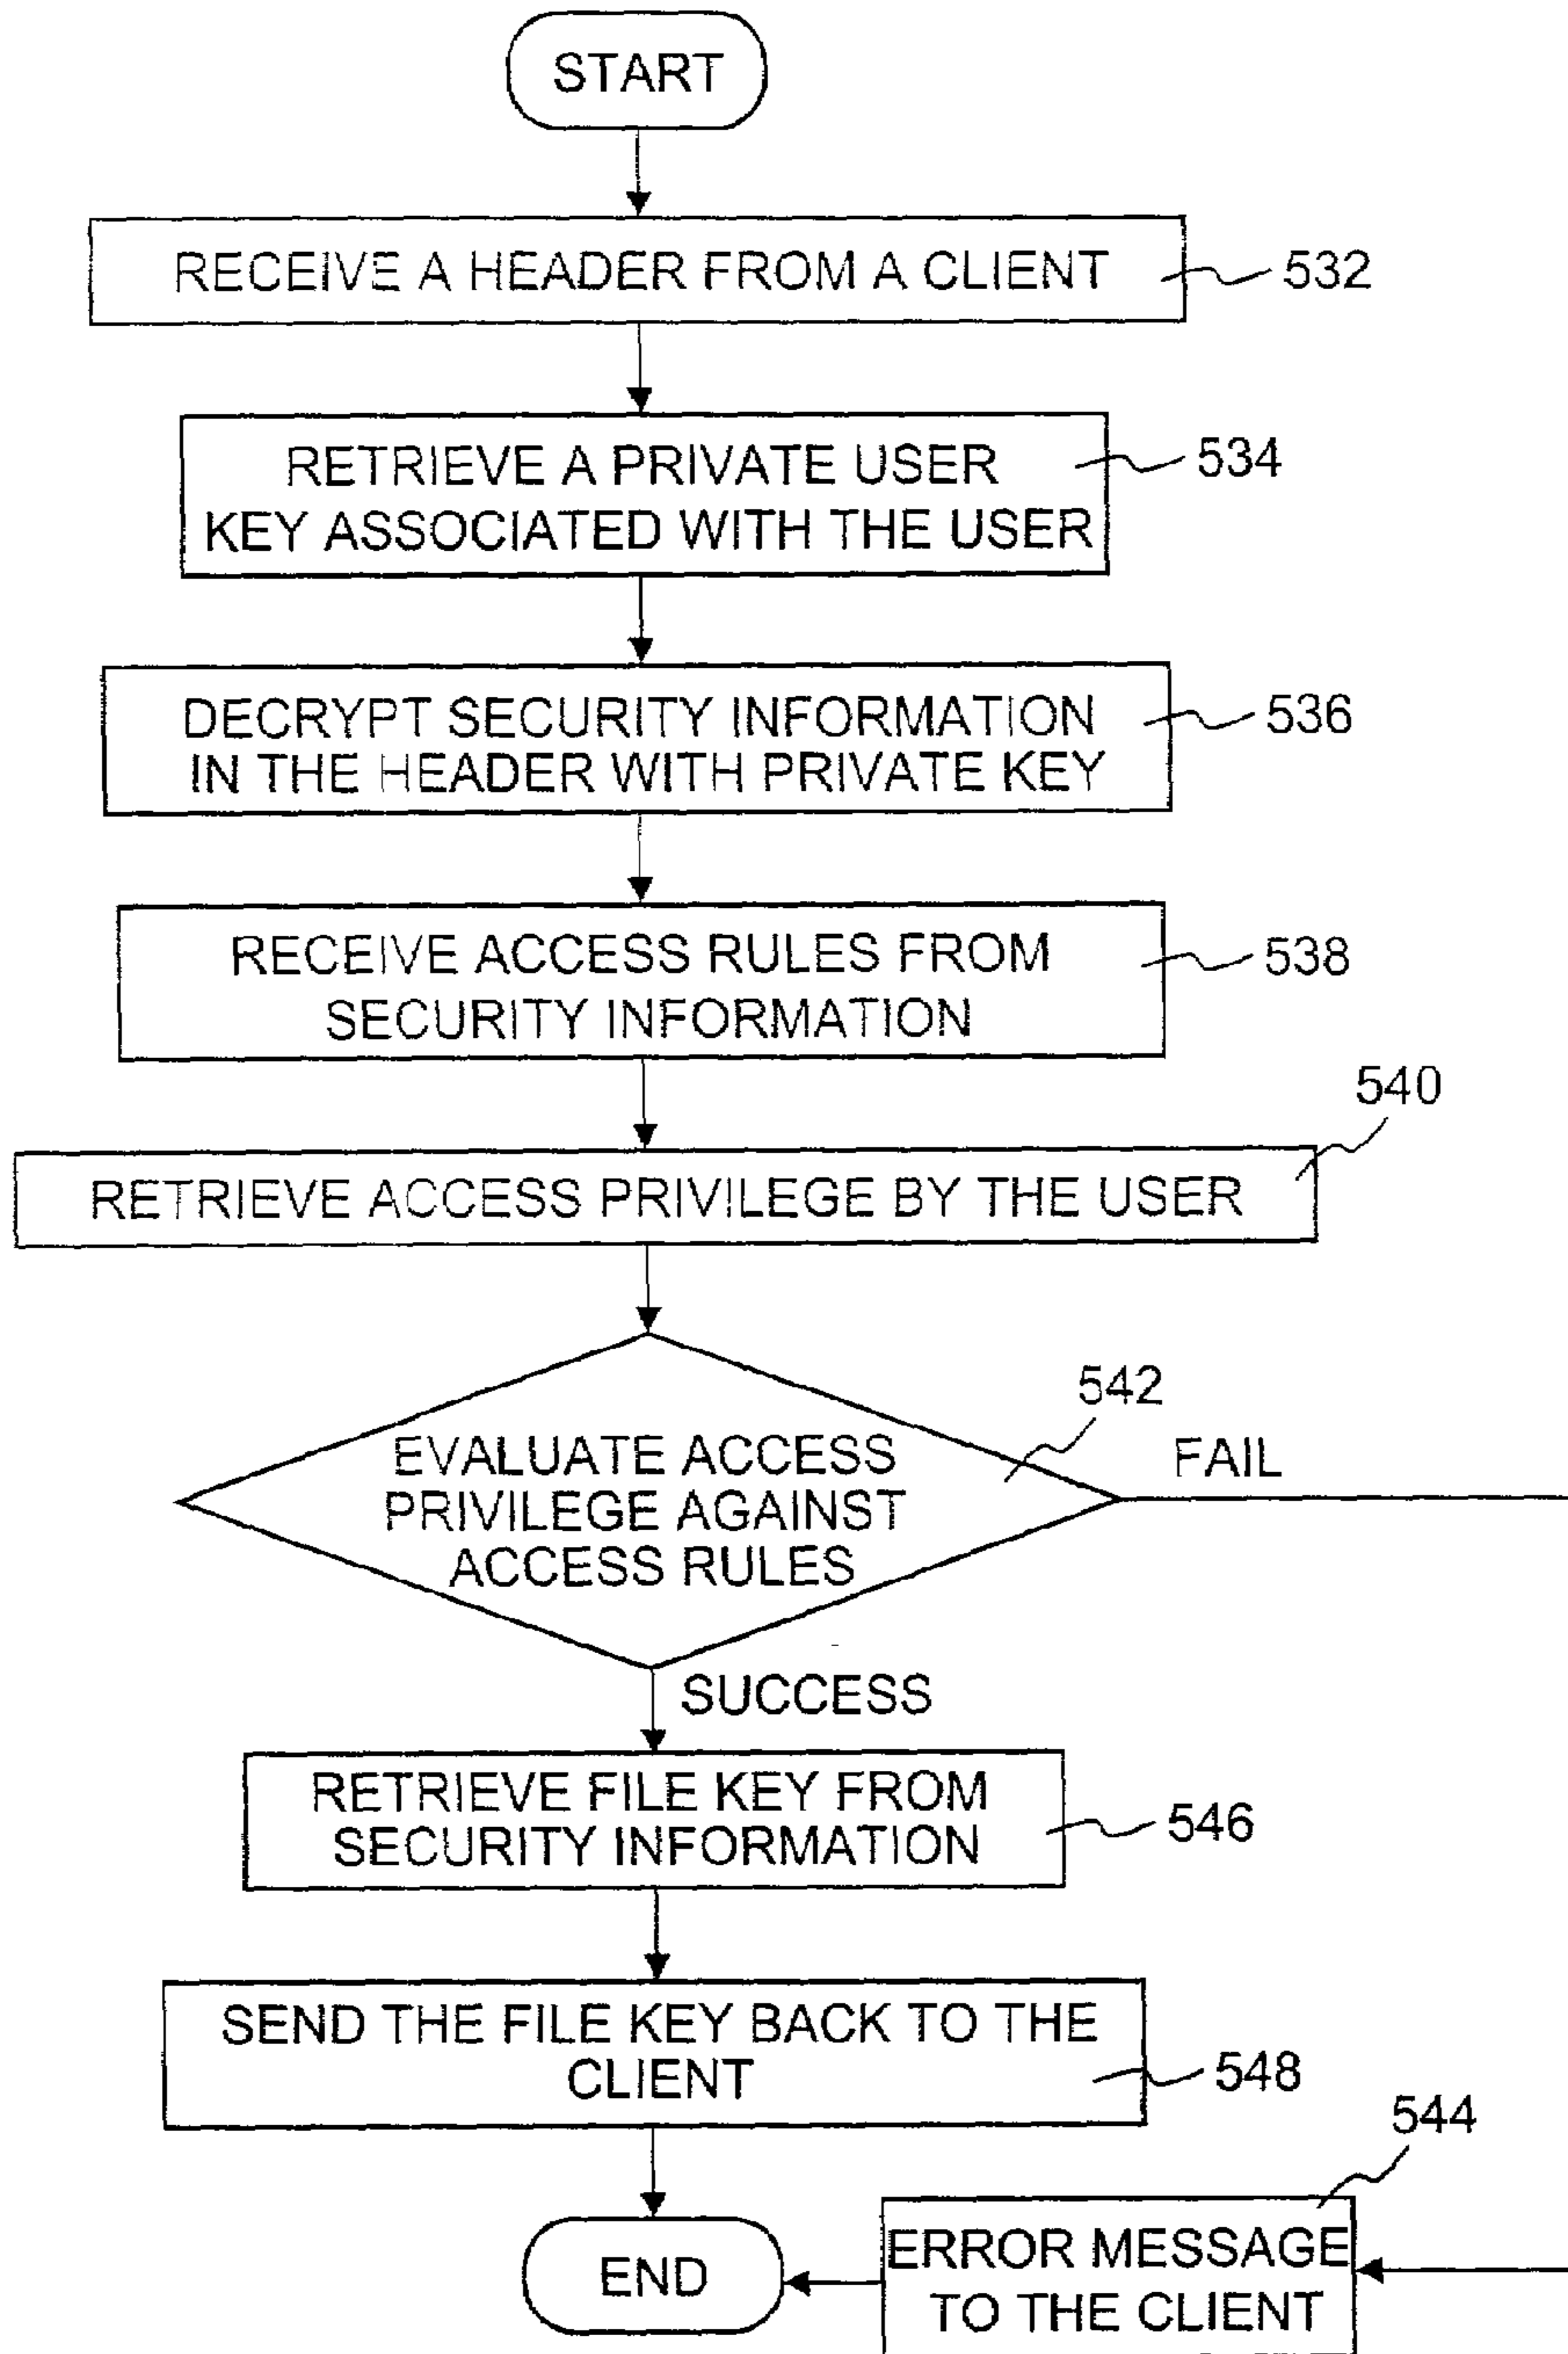 START
RECEIVE A HEADER FROM A CLIENT
532
RETRIEVE A PRIVATE USER
KEY ASSOCIATED WITH THE USER
534
DECRYPT SECURITY INFORMATION
IN THE HEADER WITH PRIVATE KEY
536
RECEIVE ACCESS RULES FROM
SECURITY INFORMATION
538
540
RETRIEVE ACCESS PRIVILEGE BY THE USER
542
EVALUATE ACCESS
PRIVILEGE AGAINST
ACCESS RULES
FAIL
SUCCESS
RETRIEVE FILE KEY FROM
SECURITY INFORMATION
546
SEND THE FILE KEY BACK TO THE
CLIENT
548
544
ERROR MESSAGE
TO THE CLIENT
END